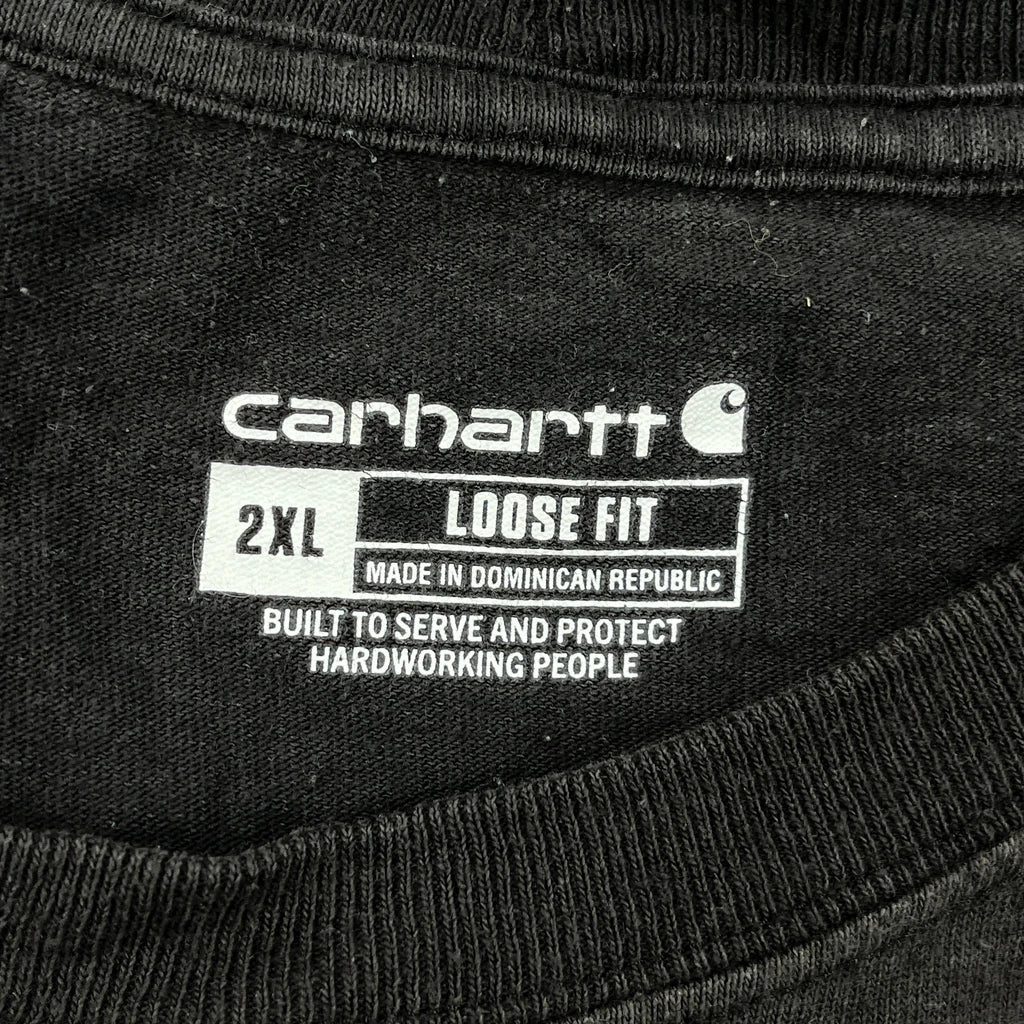 carhartt
2XL
LOOSE FIT
MADE IN DOMINICAN REPUBLIC
BUILT TO SERVE AND PROTECT
HARDWORKING PEOPLE